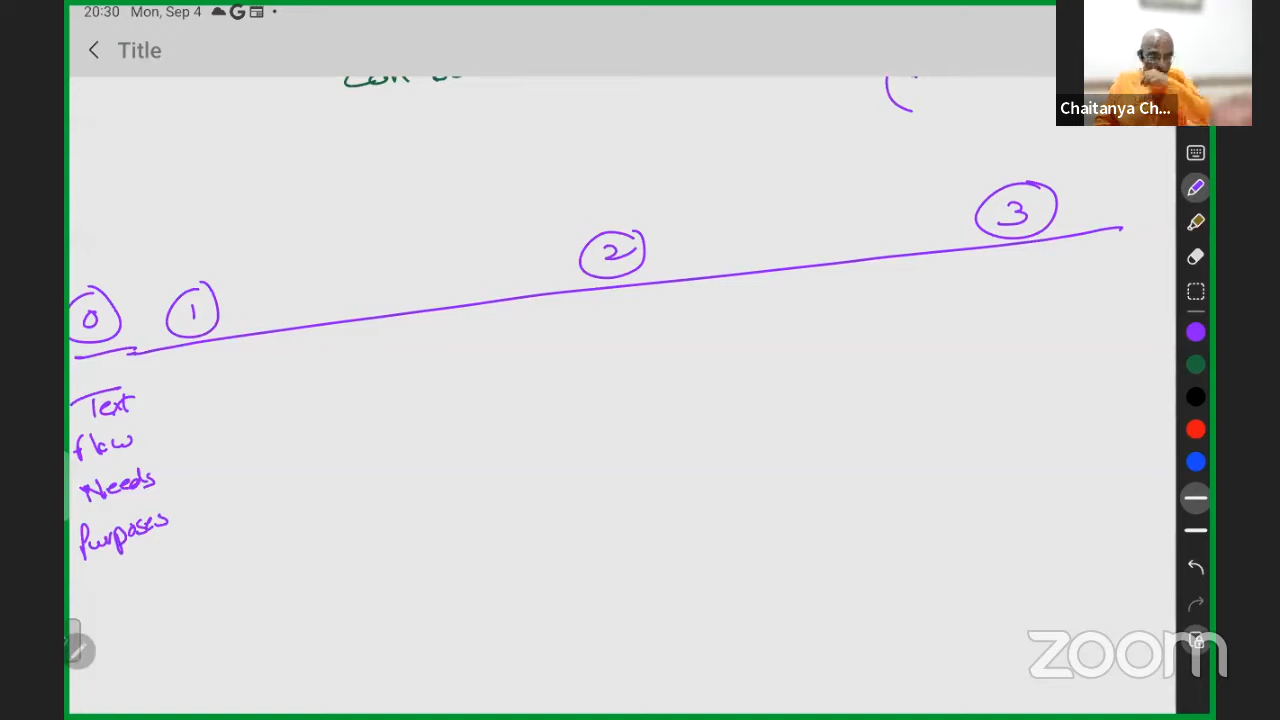 20:30 Mon, Sep 4
Title
Chaitanya Ch...
3
2
0 1
Text
flow
Needs
Purposes
zoom